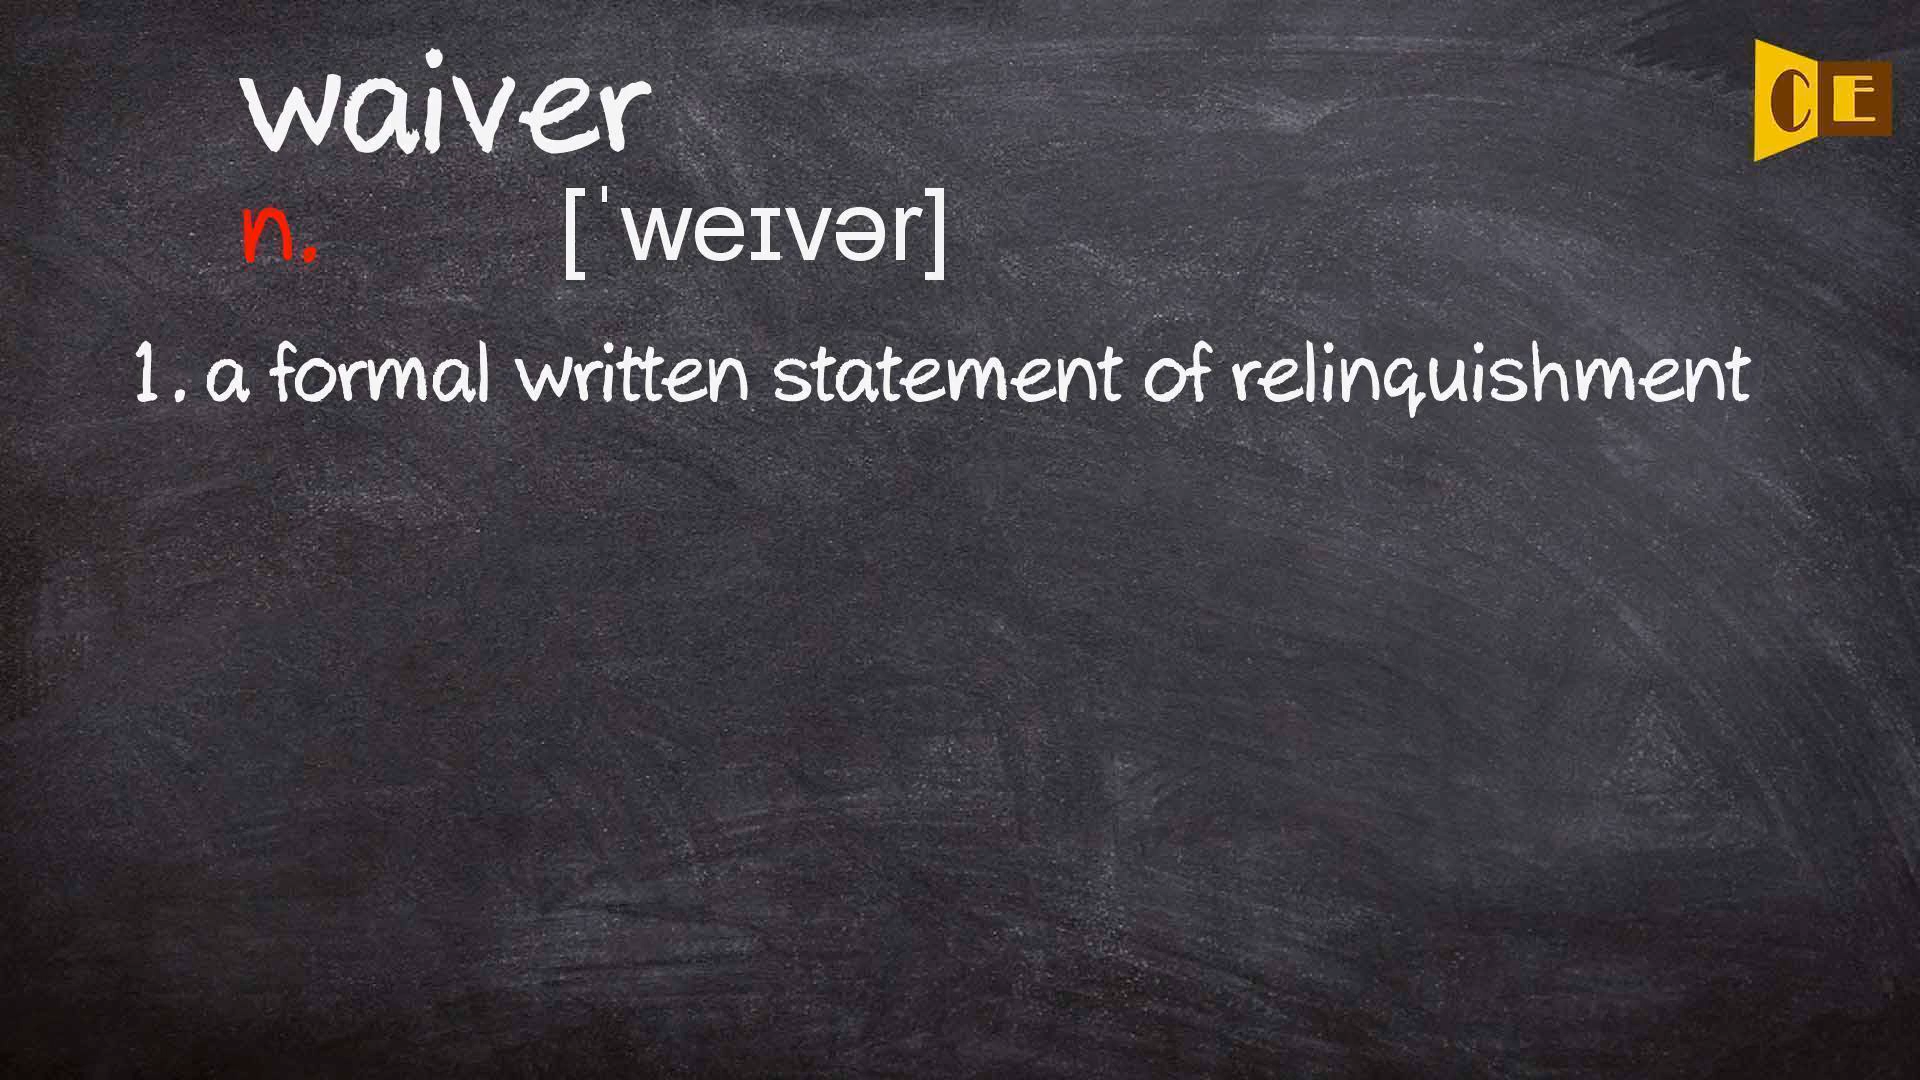 waiver
CE
n. [ˈweɪvər]
1. a formal written statement of relinquishment